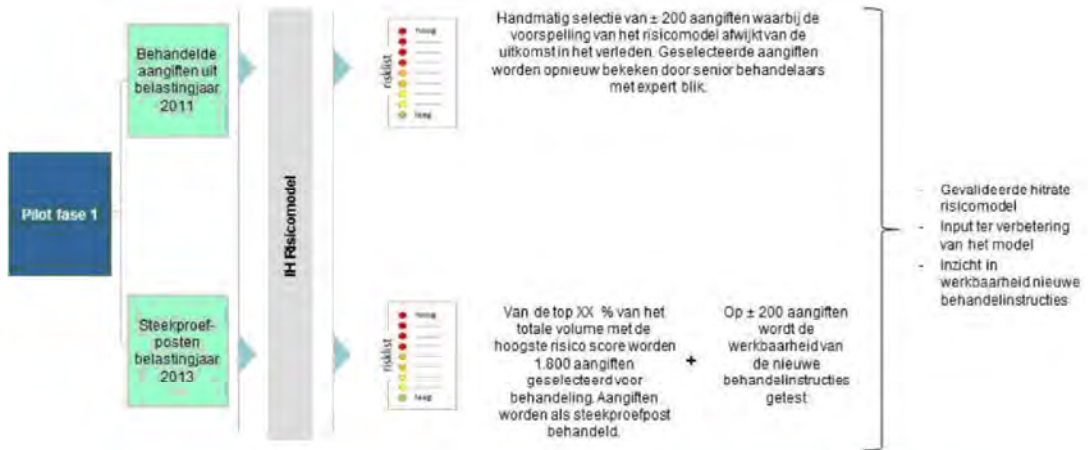 Pilot fase 1
Behandelde
aangiften uit
belastingjaar
2011
Steekproef-
posten
belastingjaar
2013
IH Risicomodel
risklist
hoog
laag
risklist
hoog
laag
Handmatig selectie van ± 200 aangiften waarbij de
voorspelling van het risicomodel afwijkt van de
uitkomst in het verleden. Geselecteerde aangiften
worden opnieuw bekeken door senior behandelaars
met expert blik.
Van de top XX % van het
totale volume met de
hoogste risico score worden
1.800 aangiften
geselecteerd voor
behandeling. Aangiften
worden als steekproefpost
behandeld.
+
Op ± 200 aangiften
wordt de
werkbaarheid van
de nieuwe
behandelinstructies
getest
- Gevalideerde hitrate
risicomodel
- Input ter verbetering
van het model
- Inzicht in
werkbaarheid nieuwe
behandelinstructies